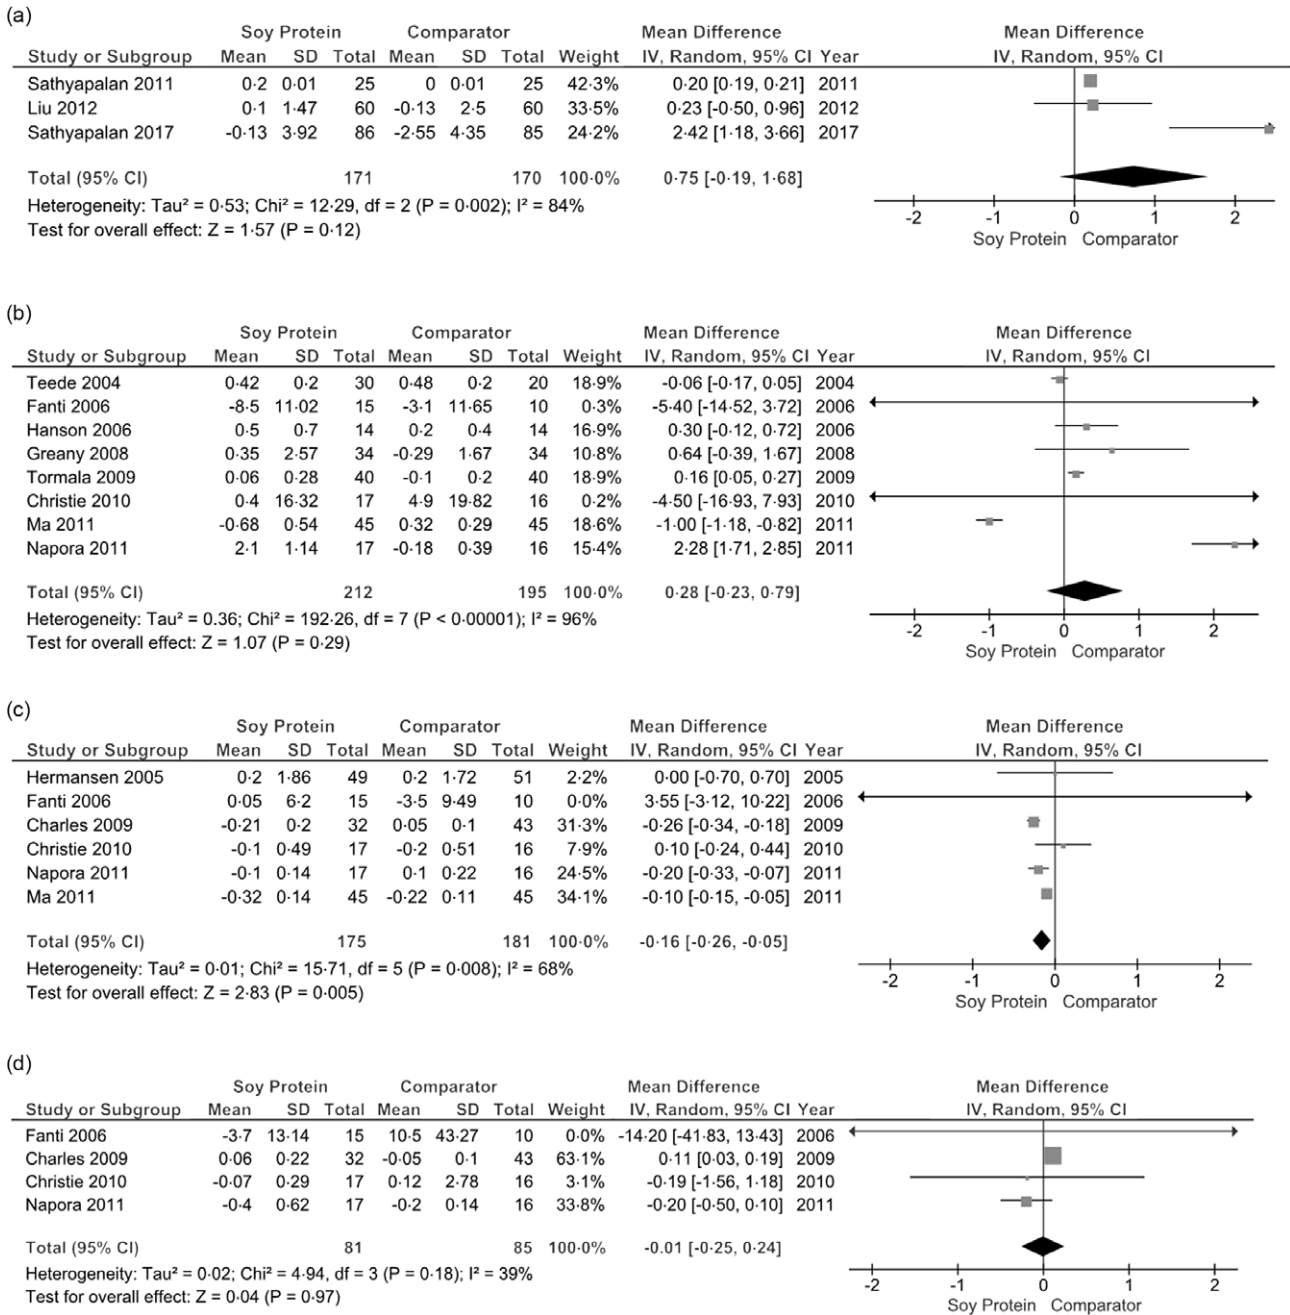 (a)
Soy Protein Comparator Mean Difference Mean Difference
Study or Subgroup Mean SD Total Mean SD Total Weight IV, Random, 95% CI Year IV, Random, 95% CI
Sathyapalan 2011 0·2 0·01 25 0 0·01 25 42·3% 0·20 [0·19, 0·21] 2011
Liu 2012 0·1 1·47 60 -0·13 2·5 60 33·5% 0·23 [-0·50, 0·96] 2012
Sathyapalan 2017 -0·13 3·92 86 -2·55 4·35 85 24·2% 2·42 [1·18, 3·66] 2017
Total (95% CI) 171 170 100·0% 0·75 [-0·19, 1·68]
Heterogeneity: Tau² = 0·53; Chi² = 12·29, df = 2 (P = 0·002); I² = 84%
Test for overall effect: Z = 1·57 (P = 0·12)
-2 -1 0 1 2
Soy Protein Comparator
(b)
Soy Protein Comparator Mean Difference Mean Difference
Study or Subgroup Mean SD Total Mean SD Total Weight IV, Random, 95% CI Year IV, Random, 95% CI
Teede 2004 0·42 0·2 30 0·48 0·2 20 18·9% -0·06 [-0·17, 0·05] 2004
Fanti 2006 -8·5 11·02 15 -3·1 11·65 10 0·3% -5·40 [-14·52, 3·72] 2006
Hanson 2006 0·5 0·7 14 0·2 0·4 14 16·9% 0·30 [-0·12, 0·72] 2006
Greany 2008 0·35 2·57 34 -0·29 1·67 34 10·8% 0·64 [-0·39, 1·67] 2008
Tormala 2009 0·06 0·28 40 -0·1 0·2 40 18·9% 0·16 [0·05, 0·27] 2009
Christie 2010 0·4 16·32 17 4·9 19·82 16 0·2% -4·50 [-16·93, 7·93] 2010
Ma 2011 -0·68 0·54 45 0·32 0·29 45 18·6% -1·00 [-1·18, -0·82] 2011
Napora 2011 2·1 1·14 17 -0·18 0·39 16 15·4% 2·28 [1·71, 2·85] 2011
Total (95% CI) 212 195 100·0% 0·28 [-0·23, 0·79]
Heterogeneity: Tau² = 0.36; Chi² = 192·26, df = 7 (P < 0·00001); I² = 96%
Test for overall effect: Z = 1·07 (P = 0·29)
-2 -1 0 1 2
Soy Protein Comparator
(c)
Soy Protein Comparator Mean Difference Mean Difference
Study or Subgroup Mean SD Total Mean SD Total Weight IV, Random, 95% CI Year IV, Random, 95% CI
Hermansen 2005 0·2 1·86 49 0·2 1·72 51 2·2% 0·00 [-0·70, 0·70] 2005
Fanti 2006 0·05 6·2 15 -3·5 9·49 10 0·0% 3·55 [-3·12, 10·22] 2006
Charles 2009 -0·21 0·2 32 0·05 0·1 43 31·3% -0·26 [-0·34, -0·18] 2009
Christie 2010 -0·1 0·49 17 -0·2 0·51 16 7·9% 0·10 [-0·24, 0·44] 2010
Napora 2011 -0·1 0·14 17 0·1 0·22 16 24·5% -0·20 [-0·33, -0·07] 2011
Ma 2011 -0·32 0·14 45 -0·22 0·11 45 34·1% -0·10 [-0·15, -0·05] 2011
Total (95% CI) 175 181 100·0% -0·16 [-0·26, -0·05]
Heterogeneity: Tau² = 0·01; Chi² = 15·71, df = 5 (P = 0·008); I² = 68%
Test for overall effect: Z = 2·83 (P = 0·005)
-2 -1 0 1 2
Soy Protein Comparator
(d)
Soy Protein Comparator Mean Difference Mean Difference
Study or Subgroup Mean SD Total Mean SD Total Weight IV, Random, 95% CI Year IV, Random, 95% CI
Fanti 2006 -3·7 13·14 15 10·5 43·27 10 0·0% -14·20 [-41·83, 13·43] 2006
Charles 2009 0·06 0·22 32 -0·05 0·1 43 63·1% 0·11 [0·03, 0·19] 2009
Christie 2010 -0·07 0·29 17 0·12 2·78 16 3·1% -0·19 [-1·56, 1·18] 2010
Napora 2011 -0·4 0·62 17 -0·2 0·14 16 33·8% -0·20 [-0·50, 0·10] 2011
Total (95% CI) 81 85 100·0% -0·01 [-0·25, 0·24]
Heterogeneity: Tau² = 0·02; Chi² = 4·94, df = 3 (P = 0·18); I² = 39%
Test for overall effect: Z = 0·04 (P = 0·97)
-2 -1 0 1 2
Soy Protein Comparator